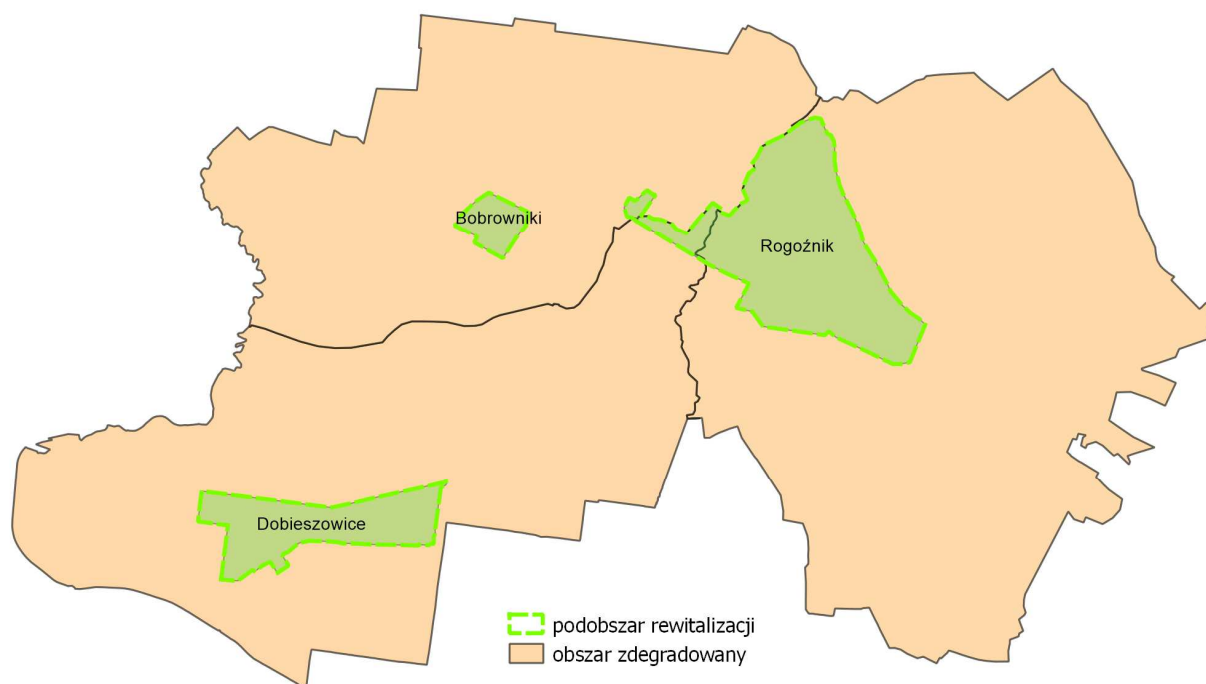 Bobrowniki
Rogoźnik
Dobieszowice
podobszar rewitalizacji
obszar zdegradowany